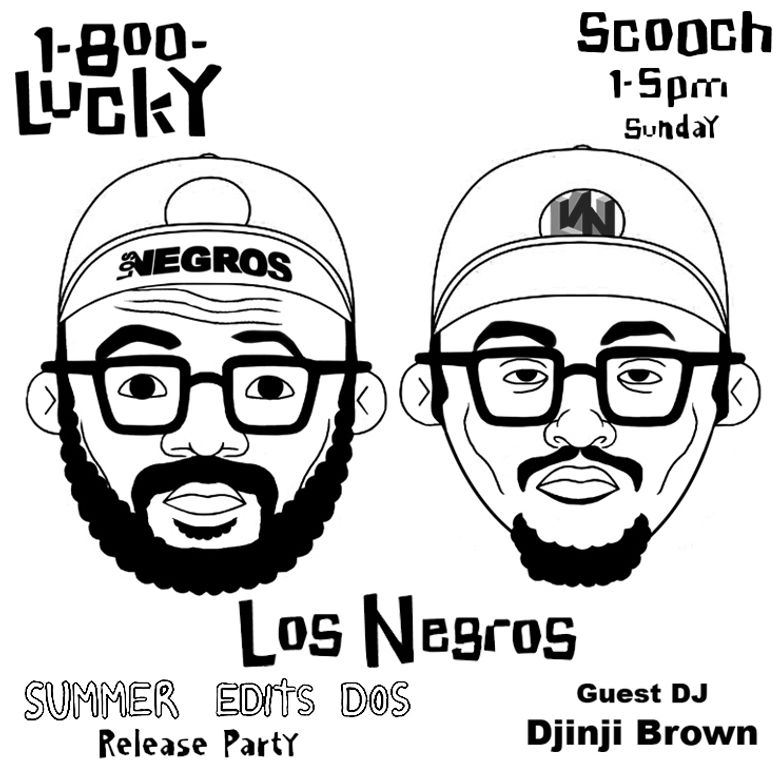 1-800-
Lucky
Scooch
1-5pm
Sunday
LOS NEGROS
Los Negros
SUMMER EDITS DOS
Release Party
Guest DJ
Djinji Brown